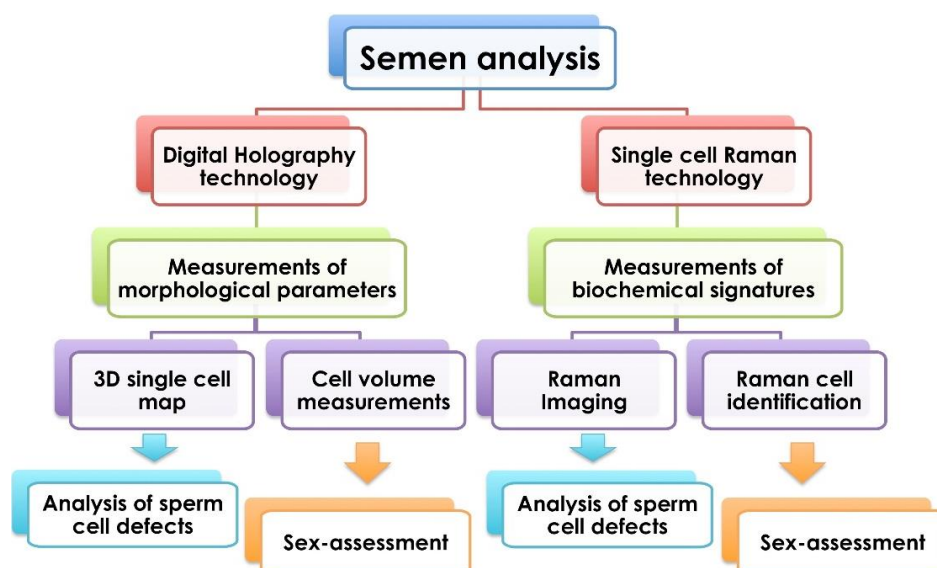 Semen analysis
Digital Holography
technology
Single cell Raman
technology
Measurements of
morphological parameters
Measurements of
biochemical signatures
3D single cell
map
Cell volume
measurements
Raman
Imaging
Raman cell
identification
Analysis of sperm
cell defects
Sex-assessment
Analysis of sperm
cell defects
Sex-assessment